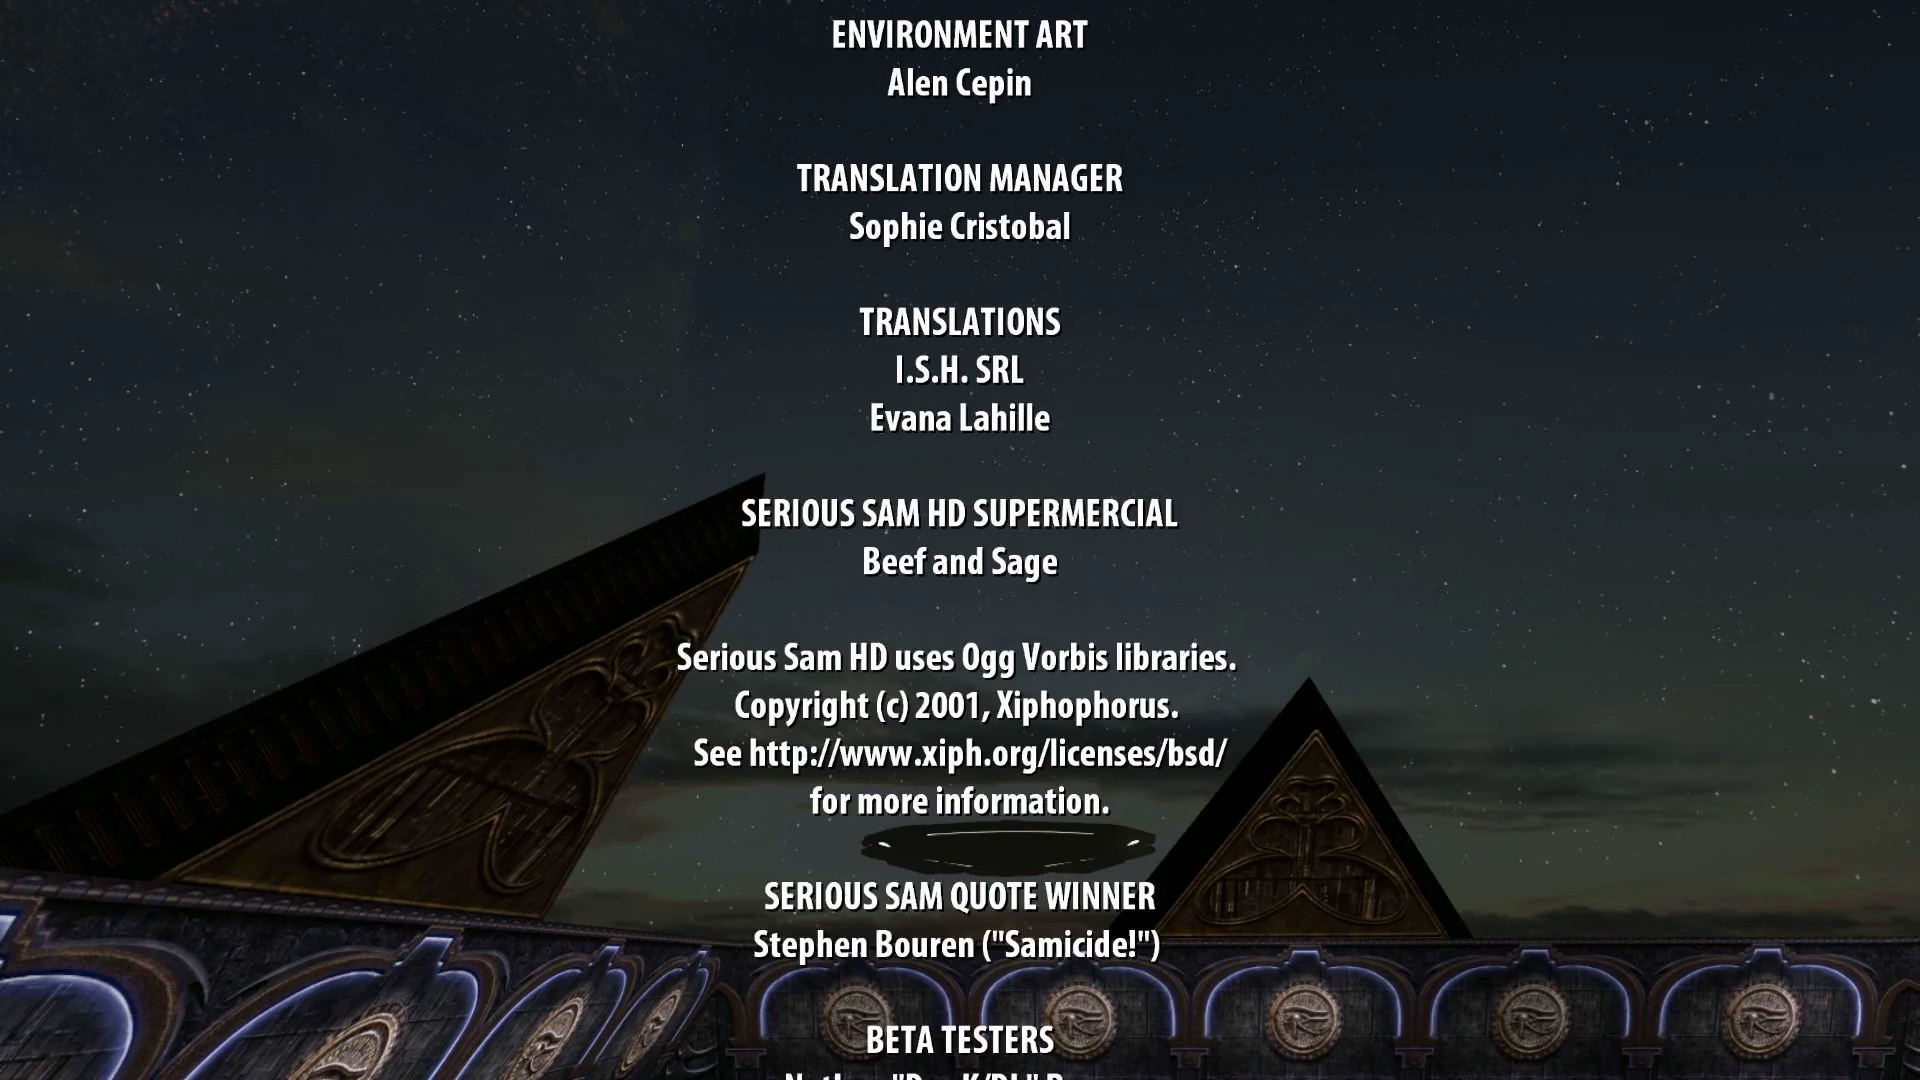 ENVIRONMENT ART
Alen Cepin
TRANSLATION MANAGER
Sophie Cristobal
TRANSLATIONS
I.S.H. SRL
Evana Lahille
SERIOUS SAM HD SUPERMERCIAL
Beef and Sage
Serious Sam HD uses Ogg Vorbis libraries.
Copyright (c) 2001, Xiphophorus.
See http://www.xiph.org/licenses/bsd/
for more information.
SERIOUS SAM QUOTE WINNER
Stephen Bouren ("Samicide!")
BETA TESTERS